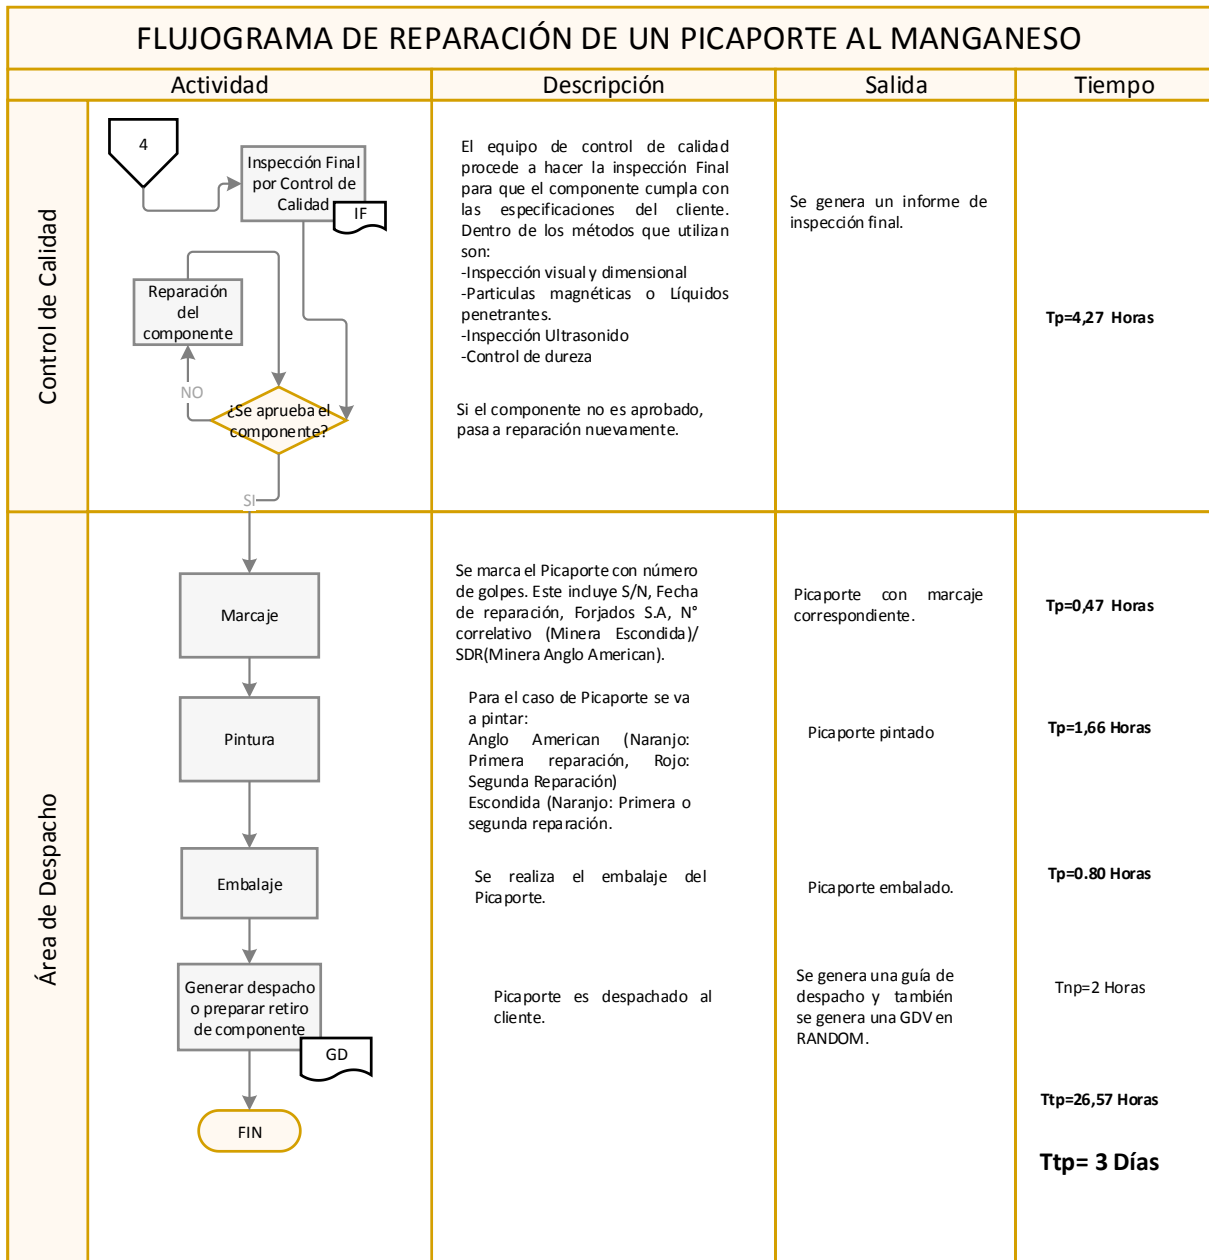 FLUJOGRAMA DE REPARACIÓN DE UN PICAPORTE AL MANGANESO
Actividad
Descripción
Salida
Tiempo
Control de Calidad
4
Inspección Final
por Control de
Calidad
IF
Reparación
del
componente
NO
¿Se aprueba el
componente?
SI
El equipo de control de calidad
procede a hacer la inspección Final
para que el componente cumpla con
las especificaciones del cliente.
Dentro de los métodos que utilizan
son:
-Inspección visual y dimensional
-Particulas magnéticas o Líquidos
penetrantes.
-Inspección Ultrasonido
-Control de dureza
Si el componente no es aprobado,
pasa a reparación nuevamente.
Se genera un informe de
inspección final.
Tp=4,27 Horas
Área de Despacho
Marcaje
Se marca el Picaporte con número
de golpes. Este incluye S/N, Fecha
de reparación, Forjados S.A, N°
correlativo (Minera Escondida)/
SDR(Minera Anglo American).
Picaporte con marcaje
correspondiente.
Tp=0,47 Horas
Pintura
Para el caso de Picaporte se va
a pintar:
Anglo American (Naranjo:
Primera reparación, Rojo:
Segunda Reparación)
Escondida (Naranjo: Primera o
segunda reparación.
Picaporte pintado
Tp=1,66 Horas
Embalaje
Se realiza el embalaje del
Picaporte.
Picaporte embalado.
Tp=0.80 Horas
Generar despacho
o preparar retiro
de componente
GD
Picaporte es despachado al
cliente.
Se genera una guía de
despacho y también
se genera una GDV en
RANDOM.
Tnp=2 Horas
FIN
Ttp=26,57 Horas
Ttp= 3 Días